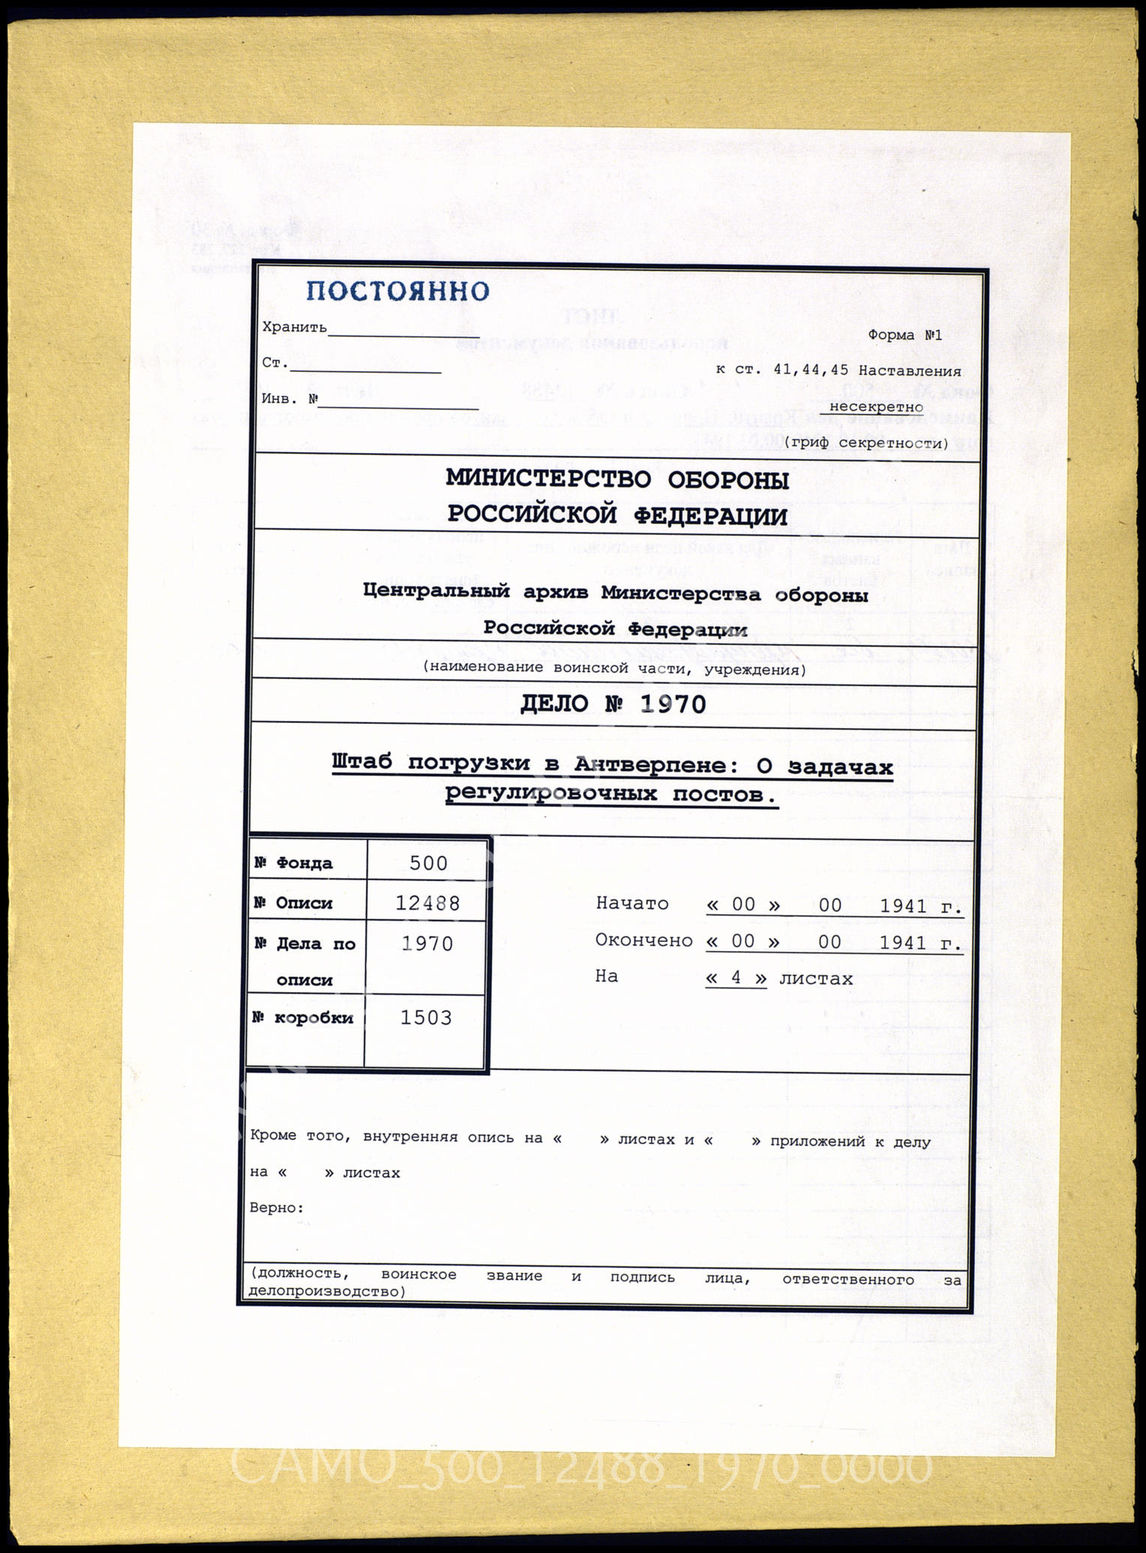 ПОСТОЯННО
Хранить
Форма №1
Ст.
к ст. 41,44,45 Наставления
Инв. №
несекретно
(гриф секретности)
МИНИСТЕРСТВО ОБОРОНЫ
РОССИЙСКОЙ ФЕДЕРАЦИИ
Центральный архив Министерства обороны
Российской Федерации
(наименование воинской части, учреждения)
ДЕЛО № 1970
Штаб погрузки в Антверпене: О задачах
регулировочных постов.
№ Фонда 500
№ Описи 12488
№ Дела по 1970
описи
№ коробки 1503
Начато « 00 » 00 1941 г.
Окончено « 00 » 00 1941 г.
На « 4 » листах
Кроме того, внутренняя опись на « » листах и « » приложений к делу
на « » листах
Верно:
(должность, воинское звание и подпись лица, ответственного за
делопроизводство)
CAMO_500_12488_1970_0000